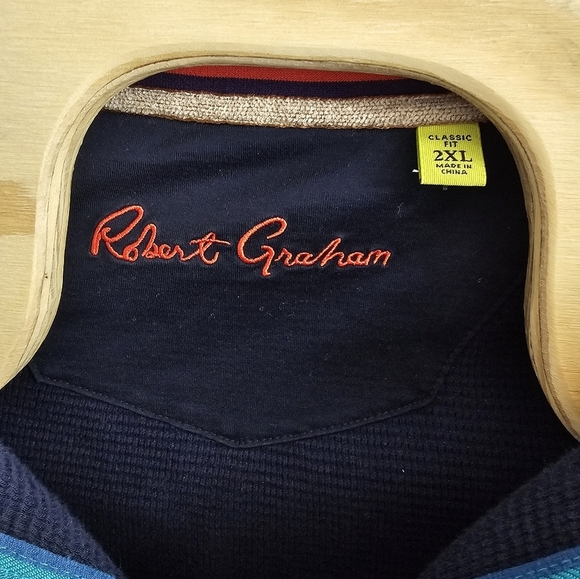 CLASSIC
FIT
2XL
MADE IN
CHINA
Robert Graham